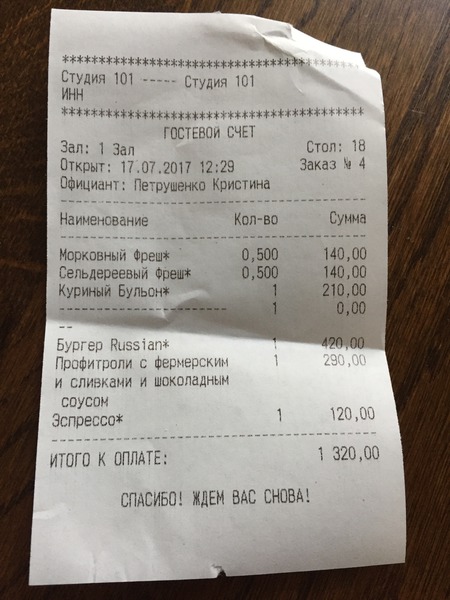 ****************************************
Студия 101 ----- Студия 101
ИНН
****************************************
ГОСТЕВОЙ СЧЕТ
Зал: 1 Зал Стол: 18
Открыт: 17.07.2017 12:29 Заказ № 4
Официант: Петрушенко Кристина
----------------------------------------
Наименование Кол-во Сумма
----------------------------------------
Морковный Фреш* 0,500 140,00
Сельдереевый Фреш* 0,500 140,00
Куриный Бульон* 1 210,00
------------------------- 1 0,00
--
Бургер Russian* 1 420,00
Профитроли с фермерским 1 290,00
и сливками и шоколадным
соусом
Эспрессо* 1 120,00
----------------------------------------
ИТОГО К ОПЛАТЕ: 1 320,00
СПАСИБО! ЖДЕМ ВАС СНОВА!